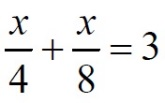 x/4 + x/8 = 3